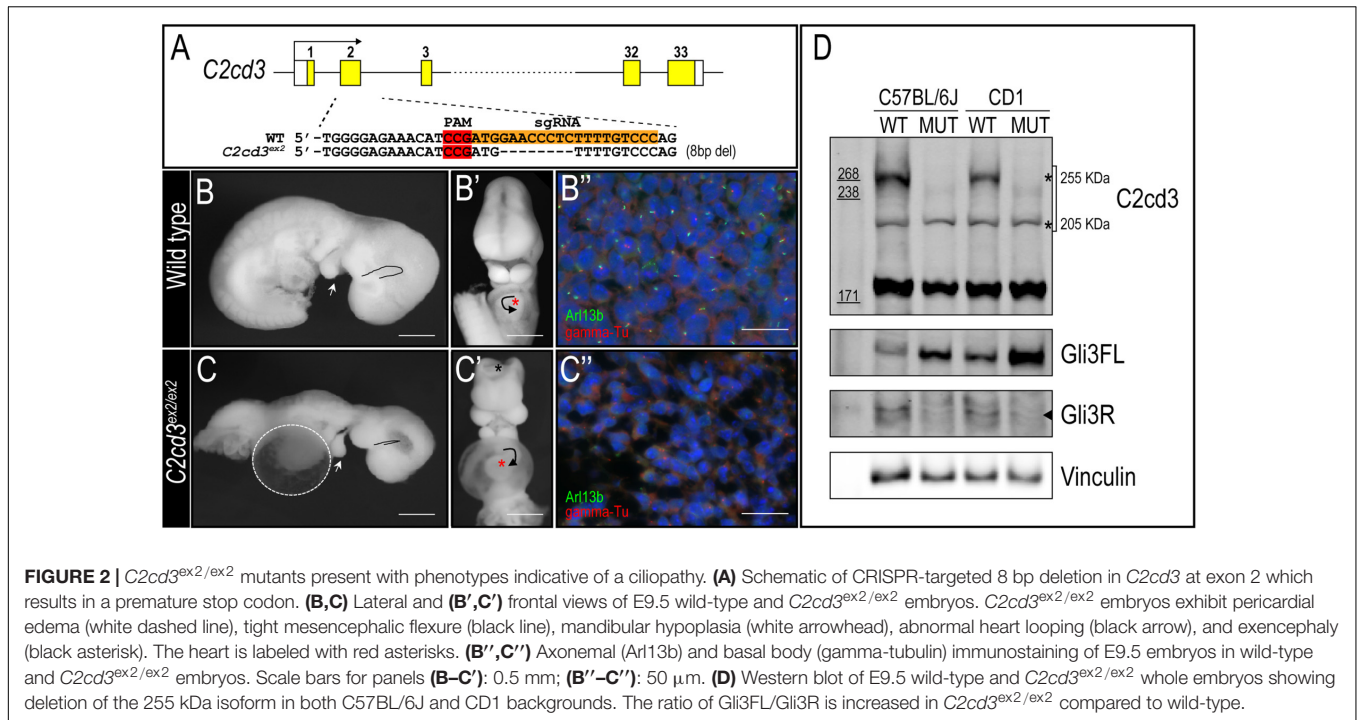 A
C2cd3
1 2 3 32 33
PAM sgRNA
WT 5′-TGGGGAGAAACATCCGATGGAACCCTCTTTTGTCCCAG
C2cd3ex2 5′-TGGGGAGAAACATCCGATG--------TTTTGTCCCAG (8bp del)
Wild type
B
B'
B''
Arl13b
gamma-Tu
C2cd3ex2/ex2
C
C'
*
C''
Arl13b
gamma-Tu
D
C57BL/6J CD1
WT MUT WT MUT
268
238
171
* 255 KDa
* 205 KDa
C2cd3
Gli3FL
Gli3R
Vinculin
FIGURE 2 | C2cd3ex2/ex2 mutants present with phenotypes indicative of a ciliopathy. (A) Schematic of CRISPR-targeted 8 bp deletion in C2cd3 at exon 2 which
results in a premature stop codon. (B,C) Lateral and (B′,C′) frontal views of E9.5 wild-type and C2cd3ex2/ex2 embryos. C2cd3ex2/ex2 embryos exhibit pericardial
edema (white dashed line), tight mesencephalic flexure (black line), mandibular hypoplasia (white arrowhead), abnormal heart looping (black arrow), and exencephaly
(black asterisk). The heart is labeled with red asterisks. (B′′,C′′) Axonemal (Arl13b) and basal body (gamma-tubulin) immunostaining of E9.5 embryos in wild-type
and C2cd3ex2/ex2 embryos. Scale bars for panels (B–C′): 0.5 mm; (B′′–C′′): 50 μm. (D) Western blot of E9.5 wild-type and C2cd3ex2/ex2 whole embryos showing
deletion of the 255 kDa isoform in both C57BL/6J and CD1 backgrounds. The ratio of Gli3FL/Gli3R is increased in C2cd3ex2/ex2 compared to wild-type.